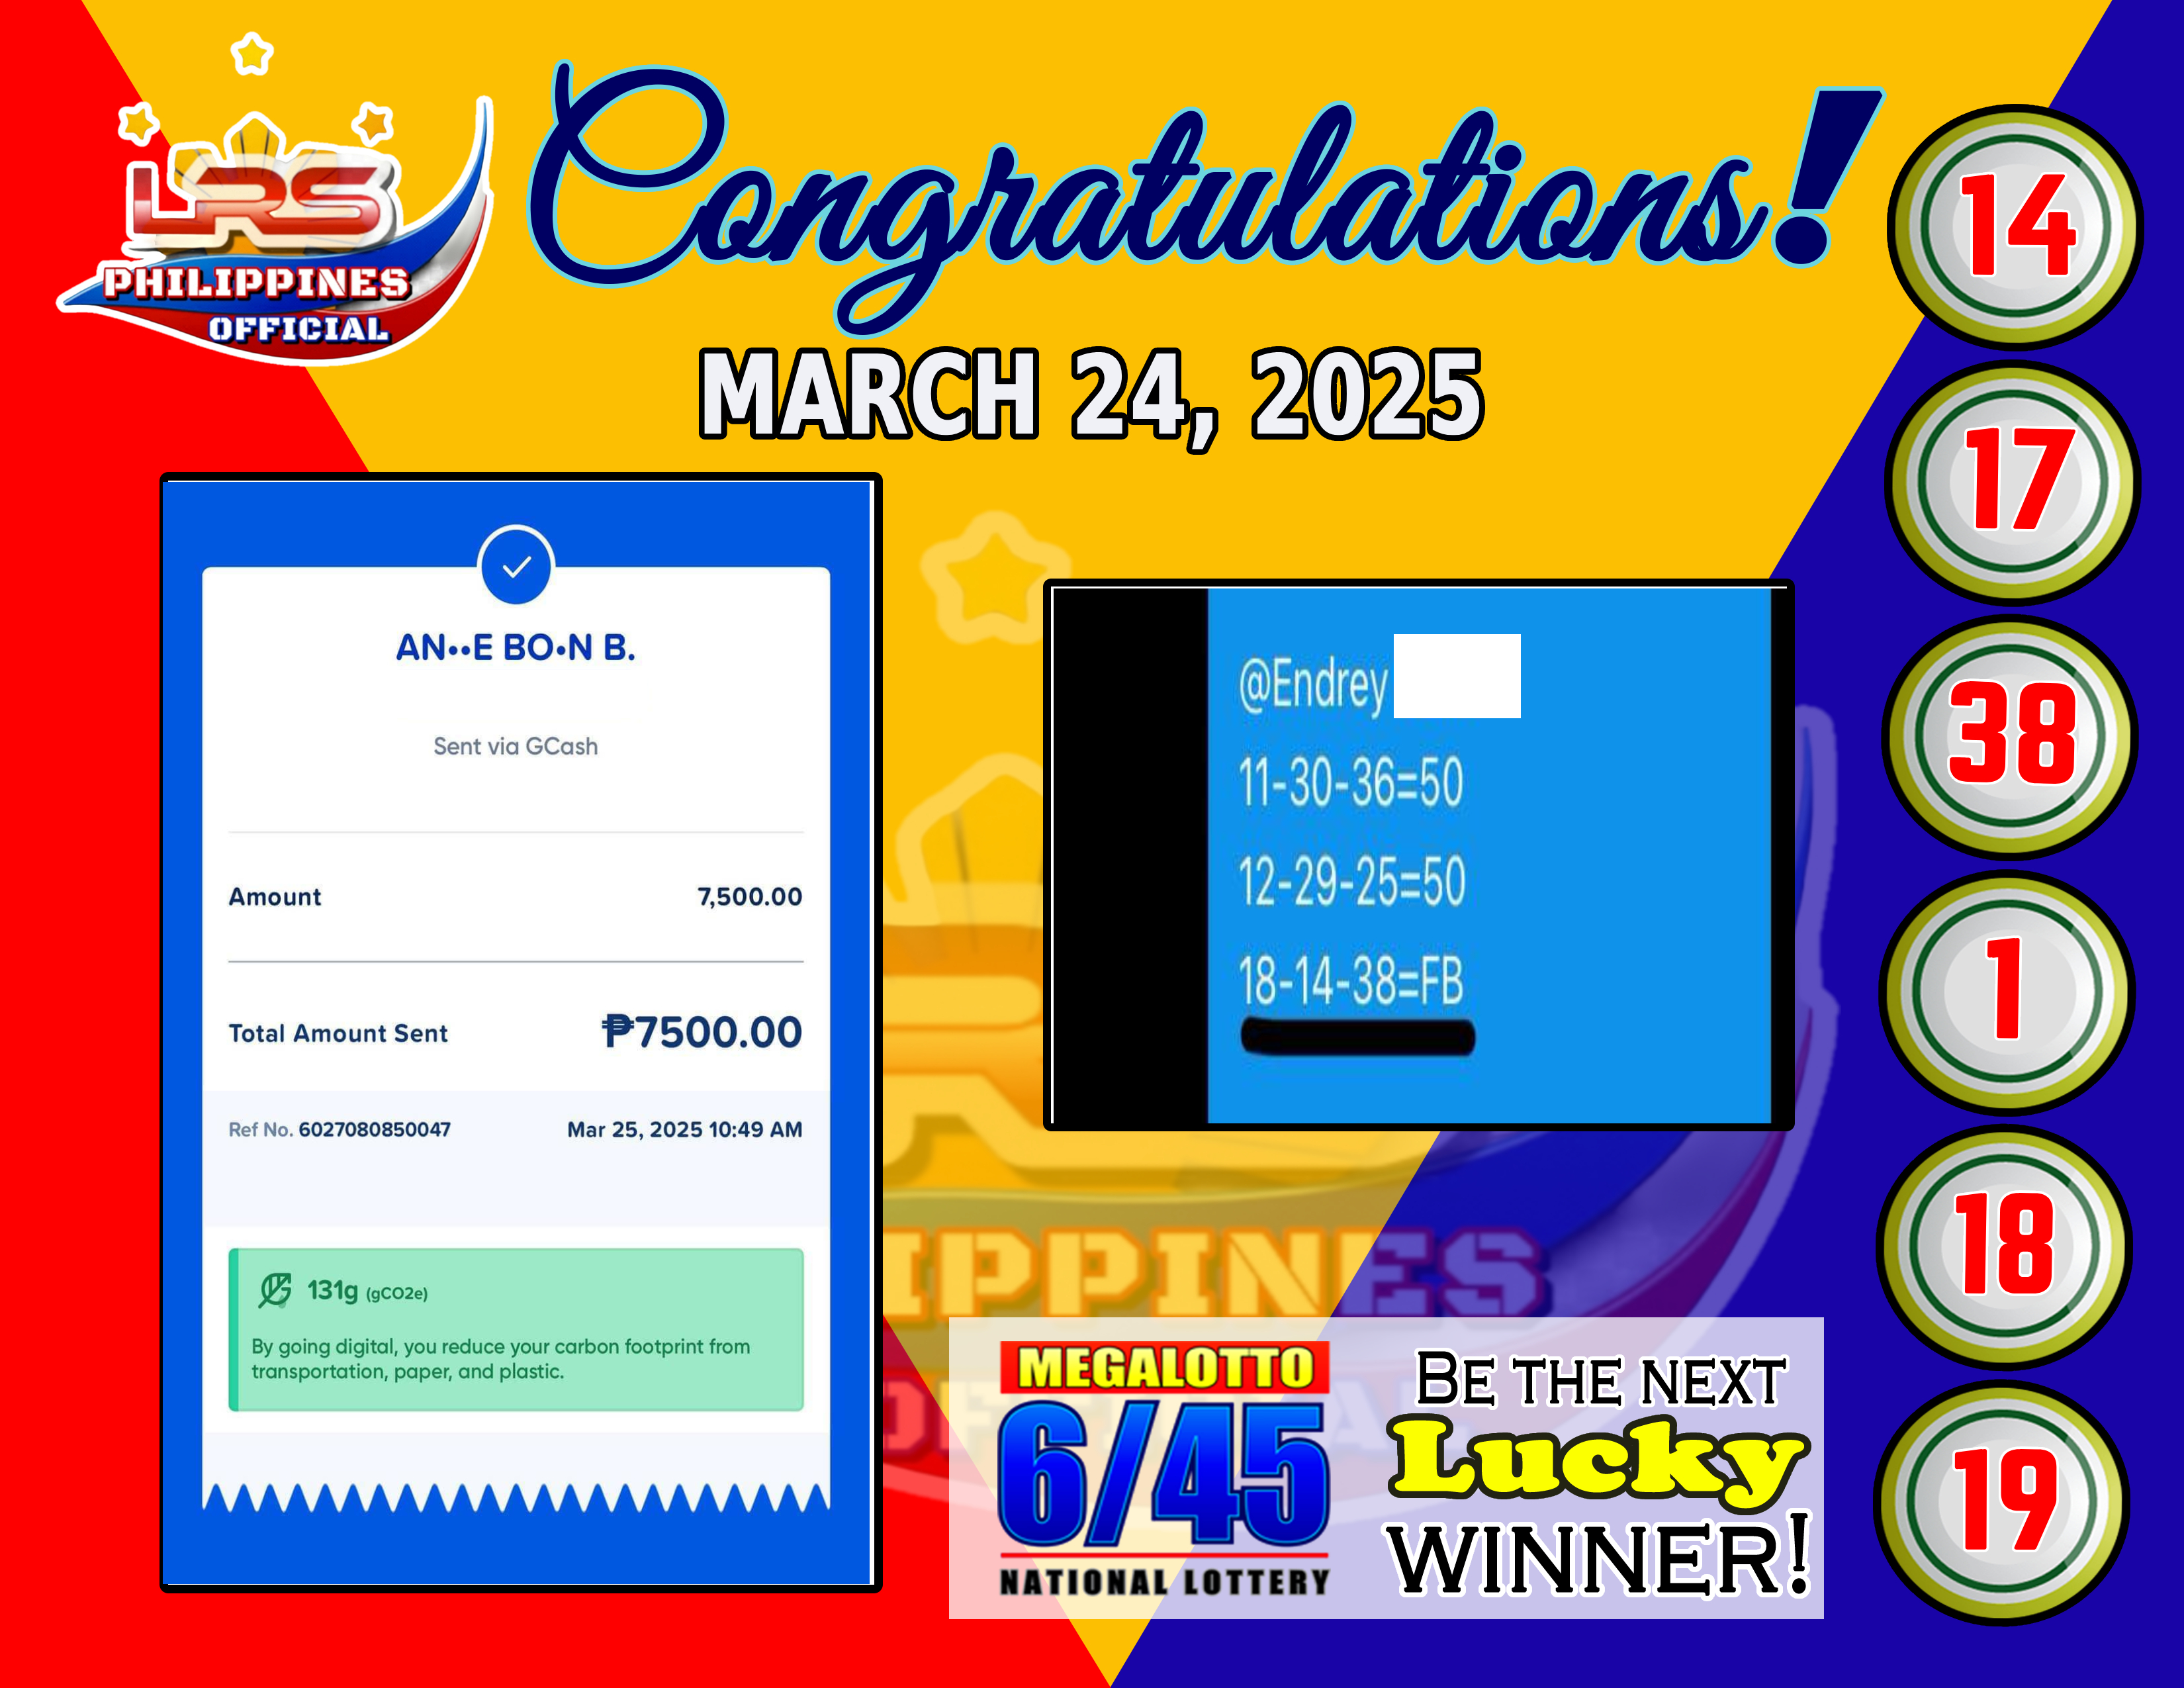 LRS
PHILIPPINES
OFFICIAL
Congratulations!
MARCH 24, 2025
AN••E BO•N B.
Sent via GCash
Amount 7,500.00
Total Amount Sent ₱7500.00
Ref No. 6027080850047 Mar 25, 2025 10:49 AM
131g (gCO2e)
By going digital, you reduce your carbon footprint from
transportation, paper, and plastic.
@Endrey
11-30-36=50
12-29-25=50
18-14-38=FB
14
17
38
1
18
19
IPPINES
MEGALOTTO
6/45
NATIONAL LOTTERY
BE THE NEXT
Lucky
WINNER!